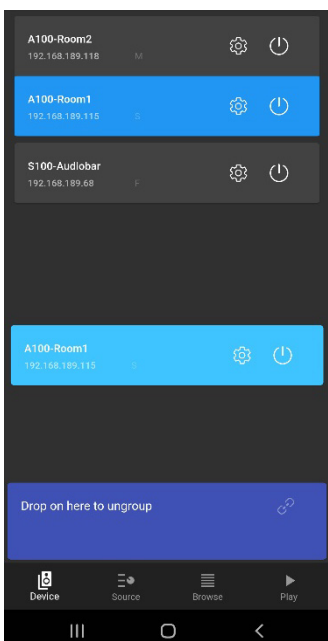 A100-Room2
192.168.189.118 M
A100-Room1
192.168.189.115 S
S100-Audiobar
192.168.189.68 F
A100-Room1
192.168.189.115 S
Drop on here to ungroup
Device Source Browse Play